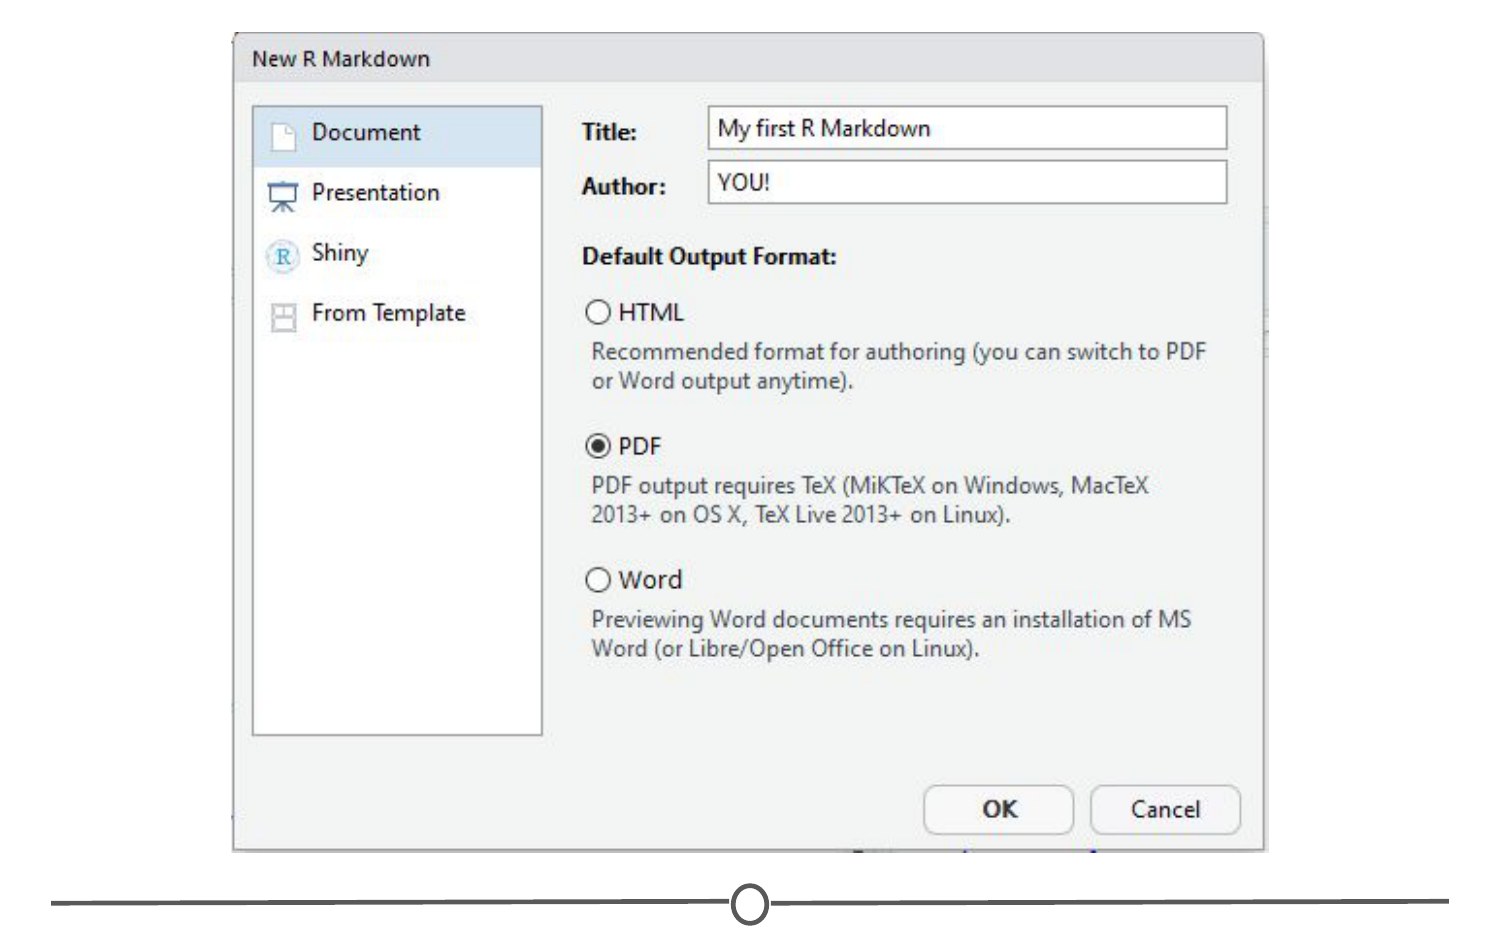 New R Markdown
Document
Presentation
Shiny
From Template
Title: My first R Markdown
Author: YOU!
Default Output Format:
HTML
Recommended format for authoring (you can switch to PDF
or Word output anytime).
PDF
PDF output requires TeX (MiKTeX on Windows, MacTeX
2013+ on OS X, TeX Live 2013+ on Linux).
Word
Previewing Word documents requires an installation of MS
Word (or Libre/Open Office on Linux).
OK Cancel